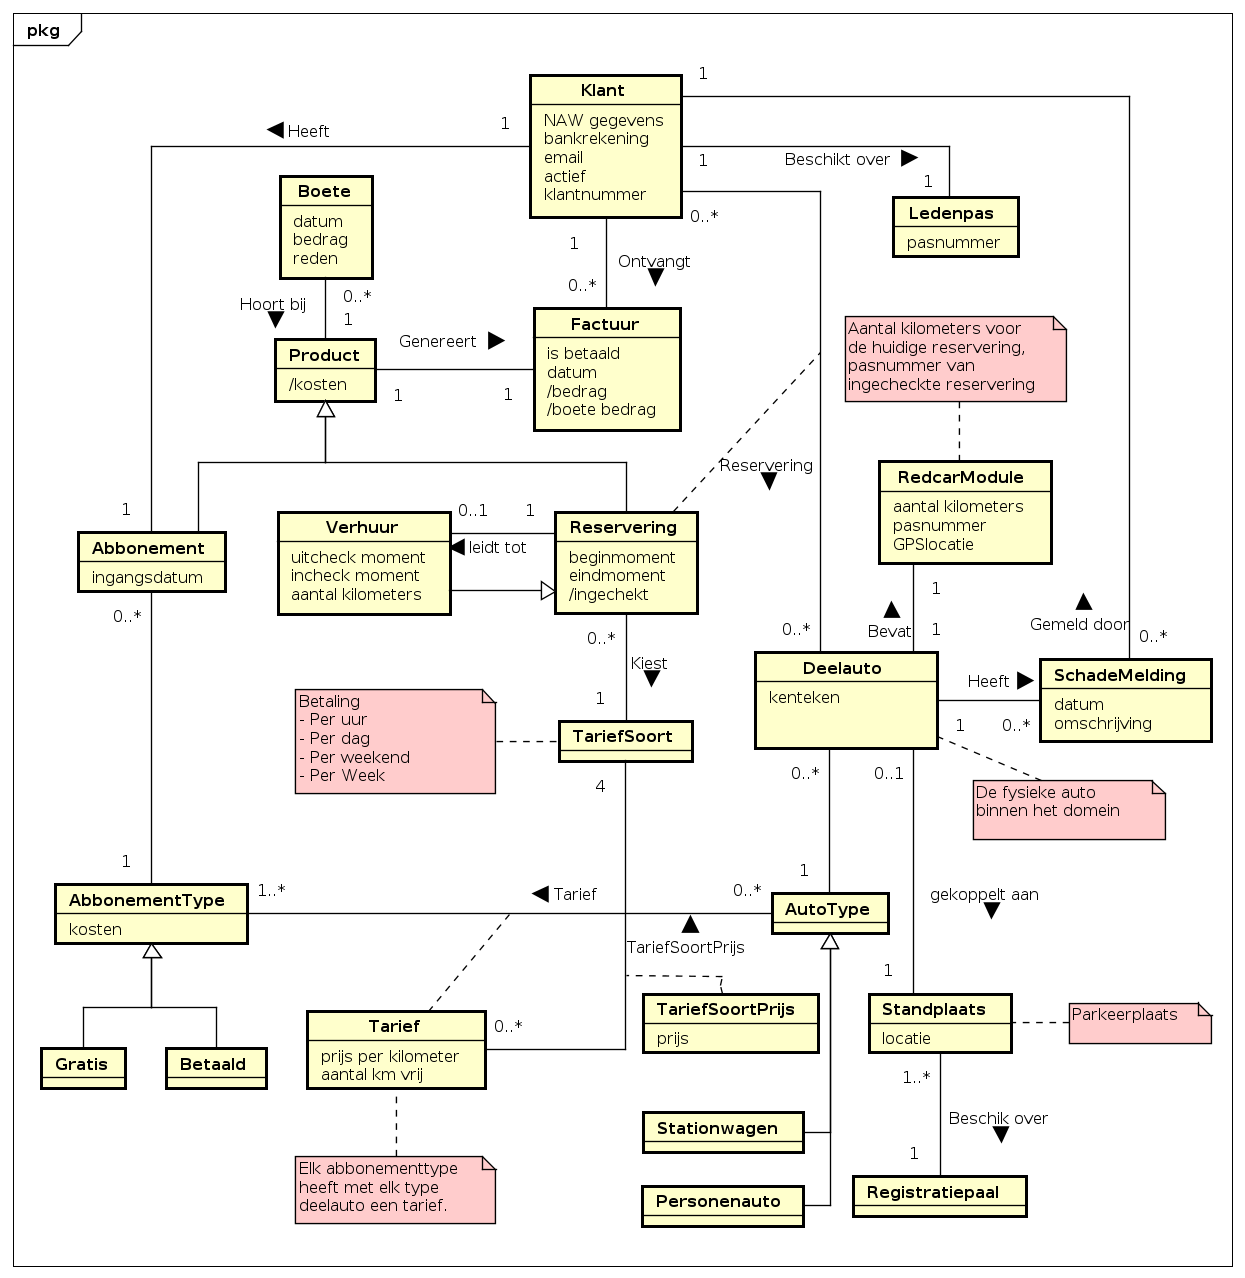 pkg
Klant
NAW gegevens
bankrekening
email
actief
klantnummer
1
1
Heeft
1
Beschikt over
1
1
Ledenpas
pasnummer
0..*
Boete
datum
bedrag
reden
1
Ontvangt
0..*
Hoort bij
0..*
1
Factuur
is betaald
datum
/bedrag
/boete bedrag
Genereert
1
1
Product
/kosten
Aantal kilometers voor
de huidige reservering,
pasnummer van
ingecheckte reservering
Reservering
RedcarModule
aantal kilometers
pasnummer
GPSlocatie
1
Abbonement
ingangsdatum
0..*
Verhuur
uitcheck moment
incheck moment
aantal kilometers
0..1
1
leidt tot
Reservering
beginmoment
eindmoment
/ingechekt
0..*
Kiest
1
1
Bevat
1
0..*
Gemeld door
0..*
Deelauto
kenteken
Heeft
1
0..*
SchadeMelding
datum
omschrijving
Betaling
- Per uur
- Per dag
- Per weekend
- Per Week
TariefSoort
4
0..*
0..1
De fysieke auto
binnen het domein
1
AbbonementType
kosten
1..*
Tarief
0..*
1
AutoType
TariefSoortPrijs
gekoppelt aan
1
Gratis
Betaald
Tarief
prijs per kilometer
aantal km vrij
0..*
TariefSoortPrijs
prijs
Standplaats
locatie
Parkeerplaats
1..*
Beschik over
1
Stationwagen
Personenauto
Registratiepaal
Elk abbonementtype
heeft met elk type
deelauto een tarief.